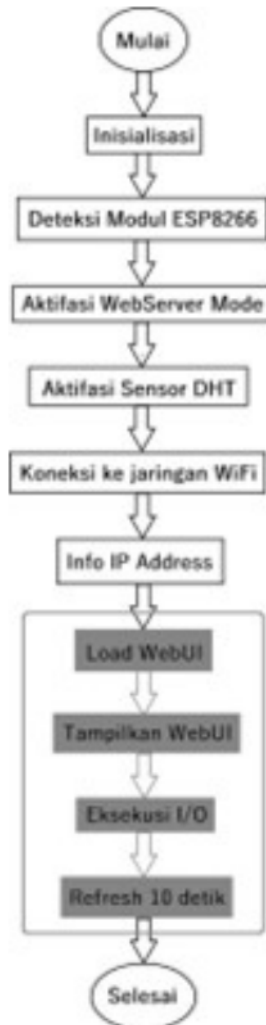 Mulai
Inisialisasi
Deteksi Modul ESP8266
Aktifasi WebServer Mode
Aktifasi Sensor DHT
Koneksi ke jaringan WiFi
Info IP Address
Load WebUI
Tampilkan WebUI
Eksekusi I/O
Refresh 10 detik
Selesai